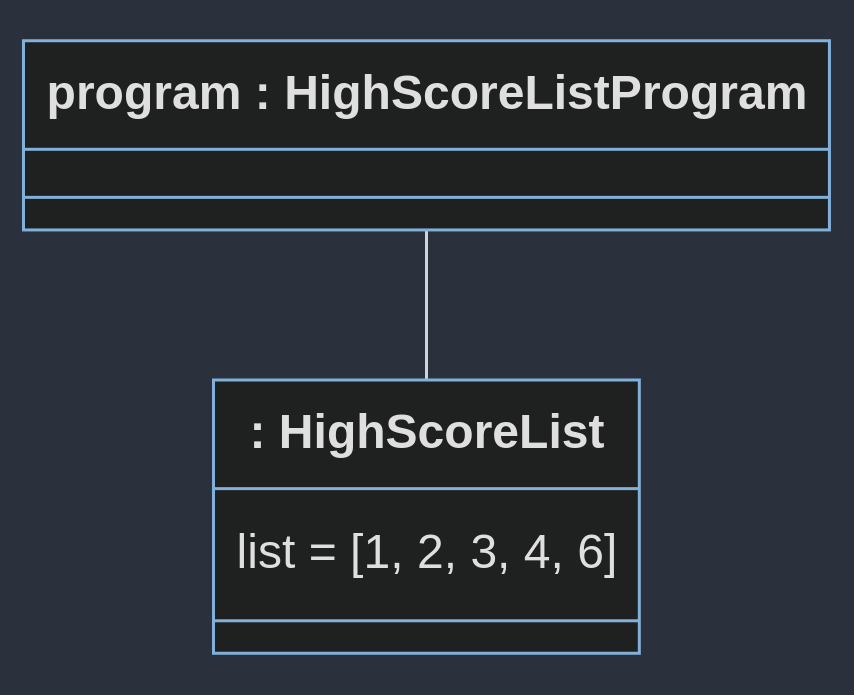 program : HighScoreListProgram
: HighScoreList
list = [1, 2, 3, 4, 6]